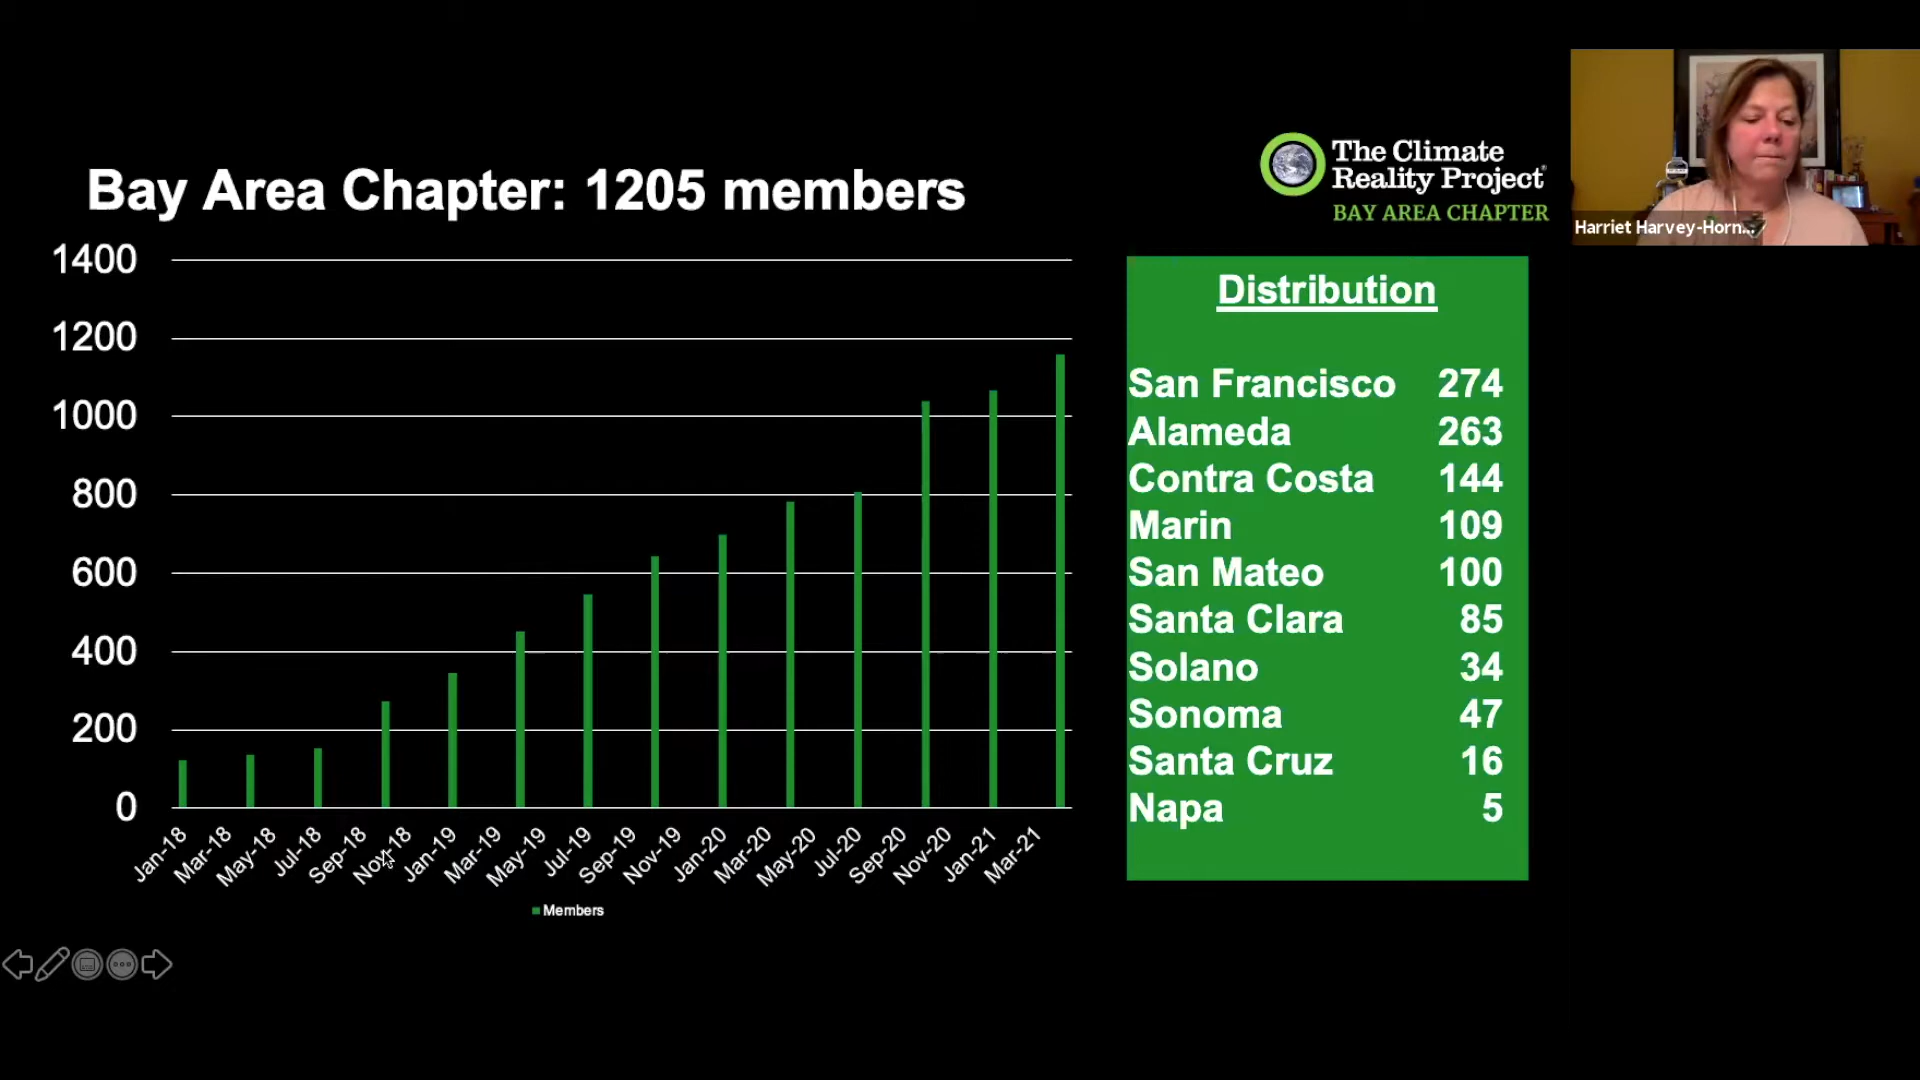 Bay Area Chapter: 1205 members
The Climate
Reality Project
BAY AREA CHAPTER
Harriet Harvey-Horn...
1400
1200
1000
800
600
400
200
0
Jan-18
Mar-18
May-18
Jul-18
Sep-18
Nov-18
Jan-19
Mar-19
May-19
Jul-19
Sep-19
Nov-19
Jan-20
Mar-20
May-20
Jul-20
Sep-20
Nov-20
Jan-21
Mar-21
Members
Distribution
San Francisco 274
Alameda 263
Contra Costa 144
Marin 109
San Mateo 100
Santa Clara 85
Solano 34
Sonoma 47
Santa Cruz 16
Napa 5